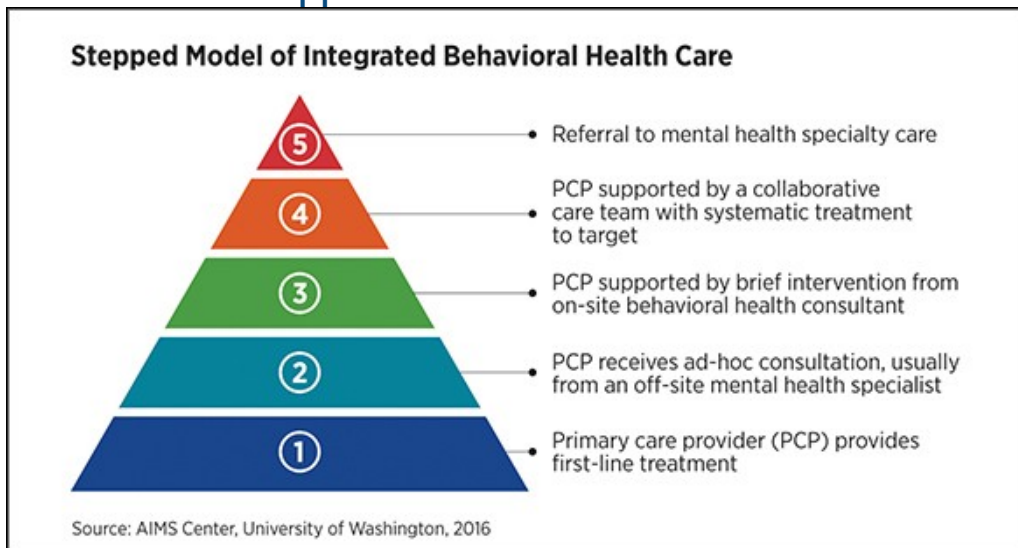 Stepped Model of Integrated Behavioral Health Care
5
Referral to mental health specialty care
4
PCP supported by a collaborative
care team with systematic treatment
to target
3
PCP supported by brief intervention from
on-site behavioral health consultant
2
PCP receives ad-hoc consultation, usually
from an off-site mental health specialist
1
Primary care provider (PCP) provides
first-line treatment
Source: AIMS Center, University of Washington, 2016